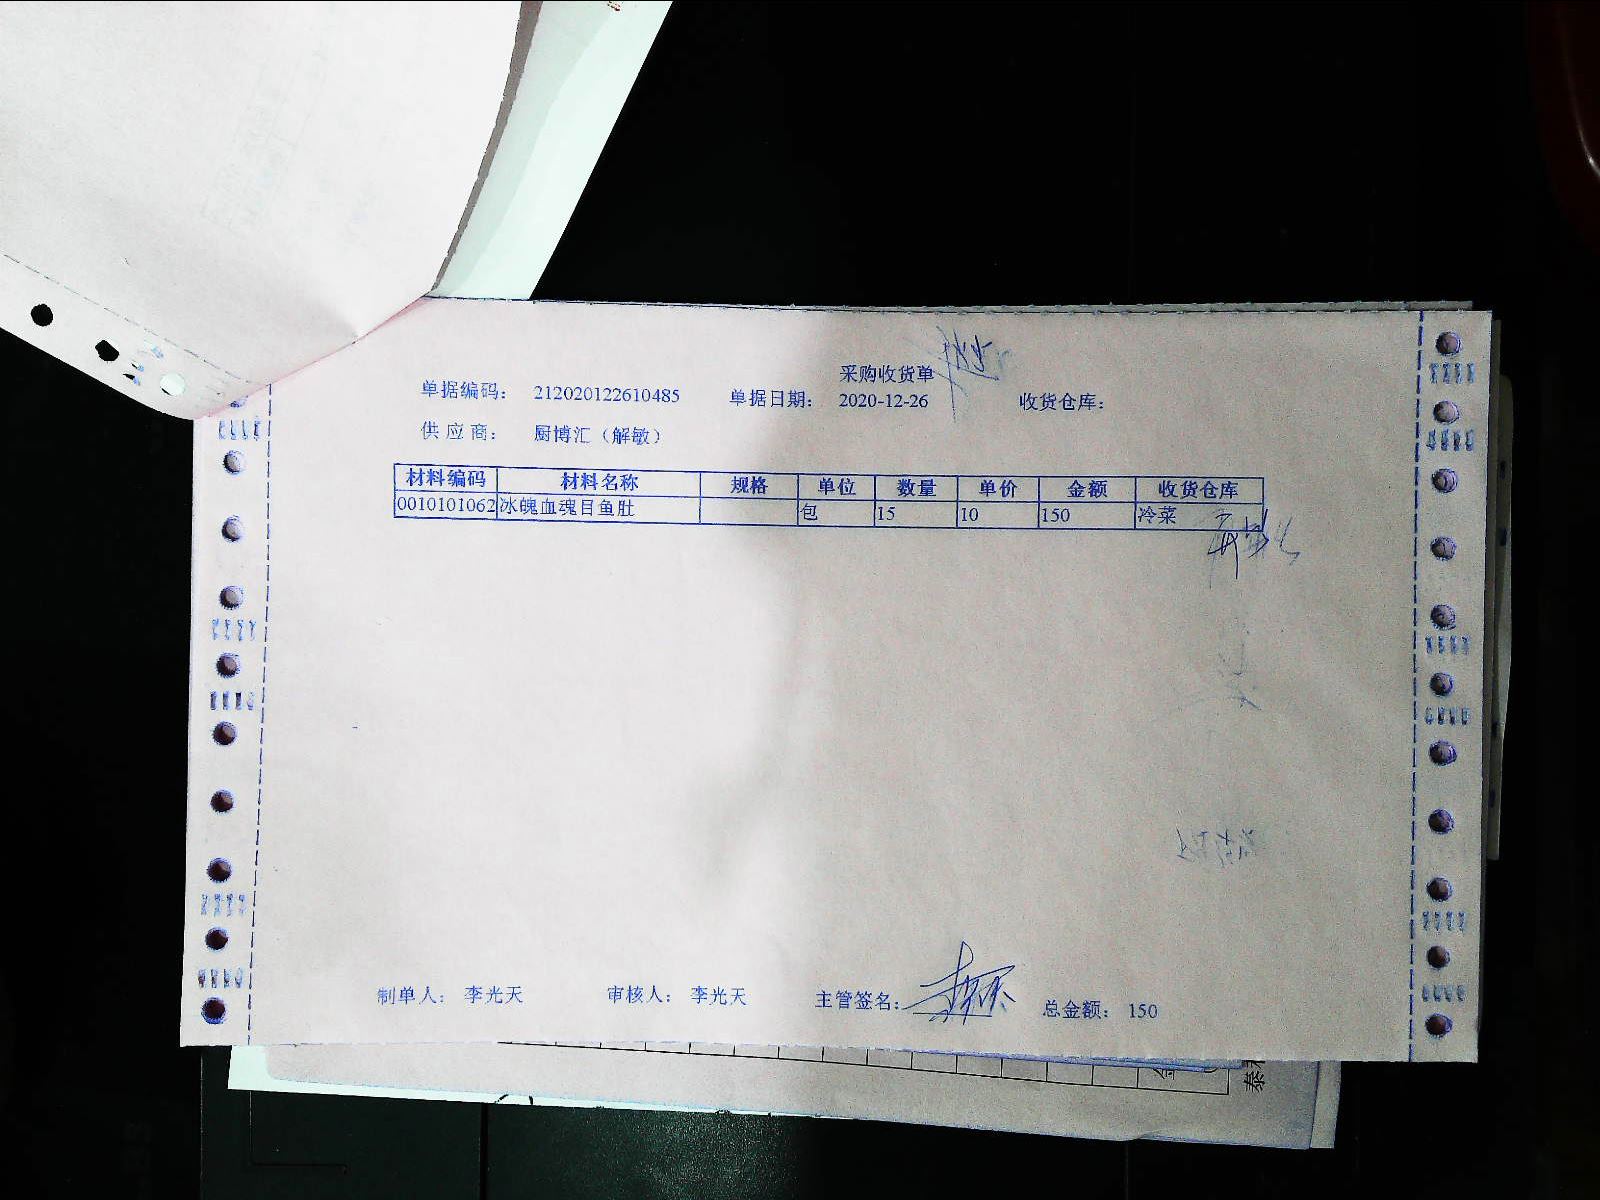 采购收货单
单据编码： 212020122610485 单据日期： 2020-12-26 收货仓库：
供应商： 厨博汇（解敏）
材料编码 材料名称 规格 单位 数量 单价 金额 收货仓库
0010101062 冰魄血魂目鱼肚 包 15 10 150 冷菜
制单人： 李光天 审核人： 李光天 主管签名： 总金额： 150